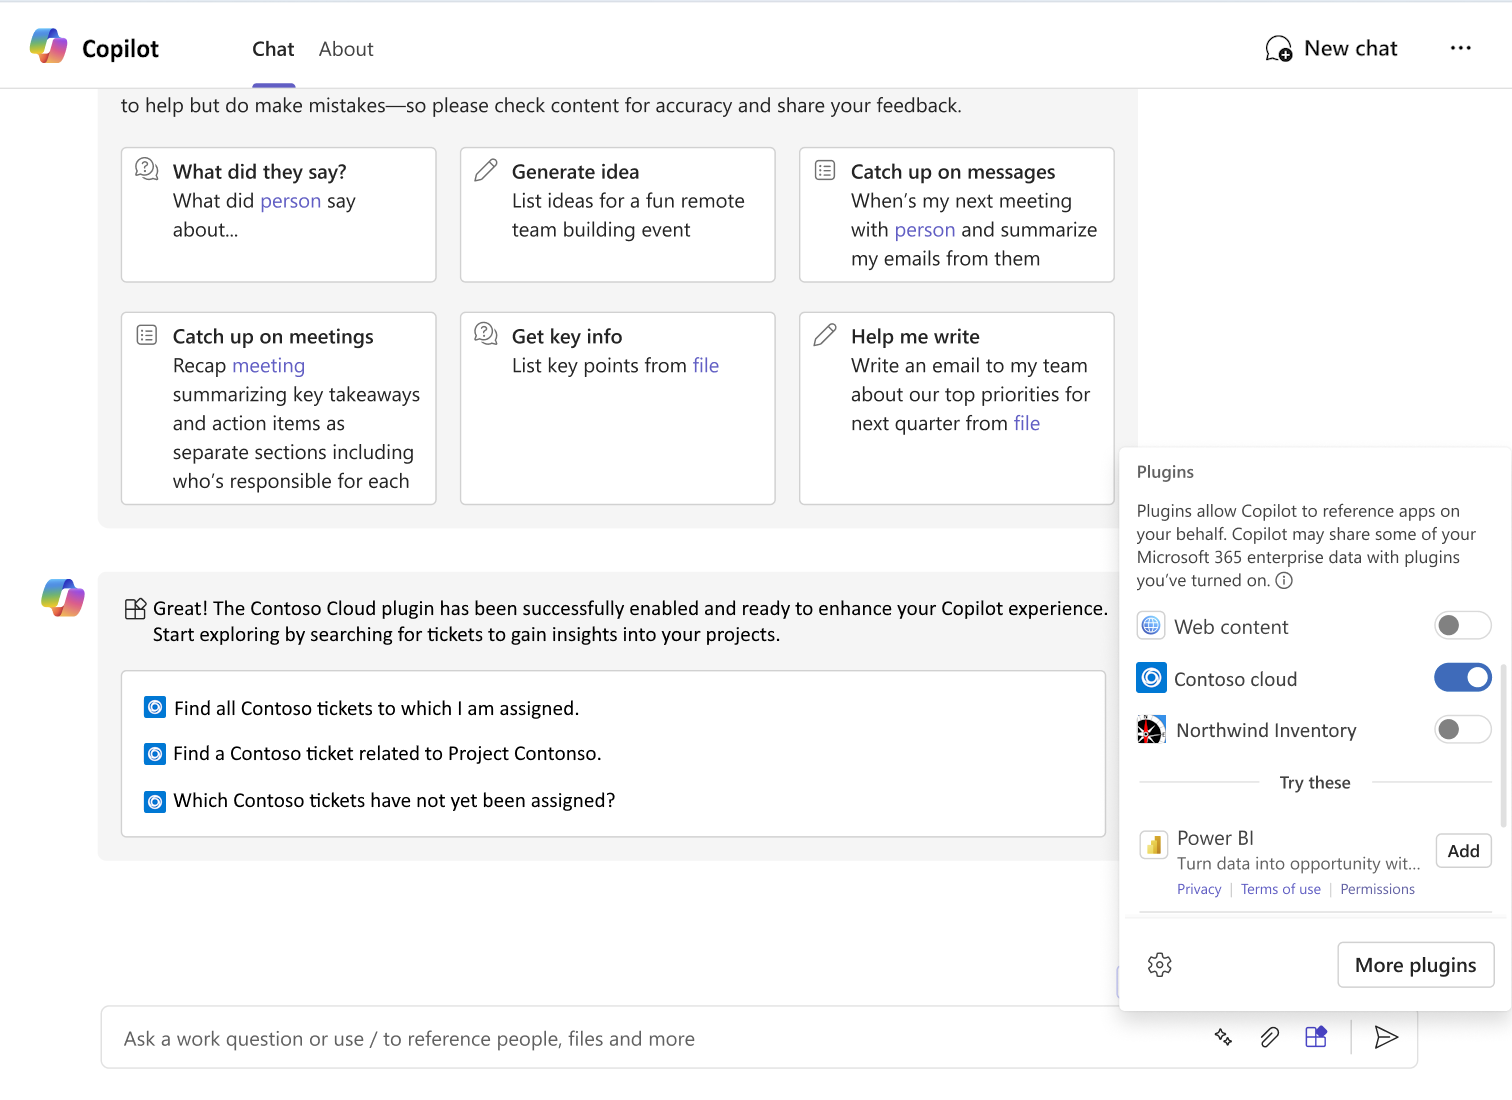 Copilot
Chat
About
New chat
to help but do make mistakes—so please check content for accuracy and share your feedback.
What did they say?
What did person say
about...
Generate idea
List ideas for a fun remote
team building event
Catch up on messages
When’s my next meeting
with person and summarize
my emails from them
Catch up on meetings
Recap meeting
summarizing key takeaways
and action items as
separate sections including
who’s responsible for each
Get key info
List key points from file
Help me write
Write an email to my team
about our top priorities for
next quarter from file
Great! The Contoso Cloud plugin has been successfully enabled and ready to enhance your Copilot experience.
Start exploring by searching for tickets to gain insights into your projects.
Find all Contoso tickets to which I am assigned.
Find a Contoso ticket related to Project Contonso.
Which Contoso tickets have not yet been assigned?
Plugins
Plugins allow Copilot to reference apps on
your behalf. Copilot may share some of your
Microsoft 365 enterprise data with plugins
you’ve turned on.
Web content
Contoso cloud
Northwind Inventory
Try these
Power BI
Turn data into opportunity wit...
Add
Privacy | Terms of use | Permissions
More plugins
Ask a work question or use / to reference people, files and more